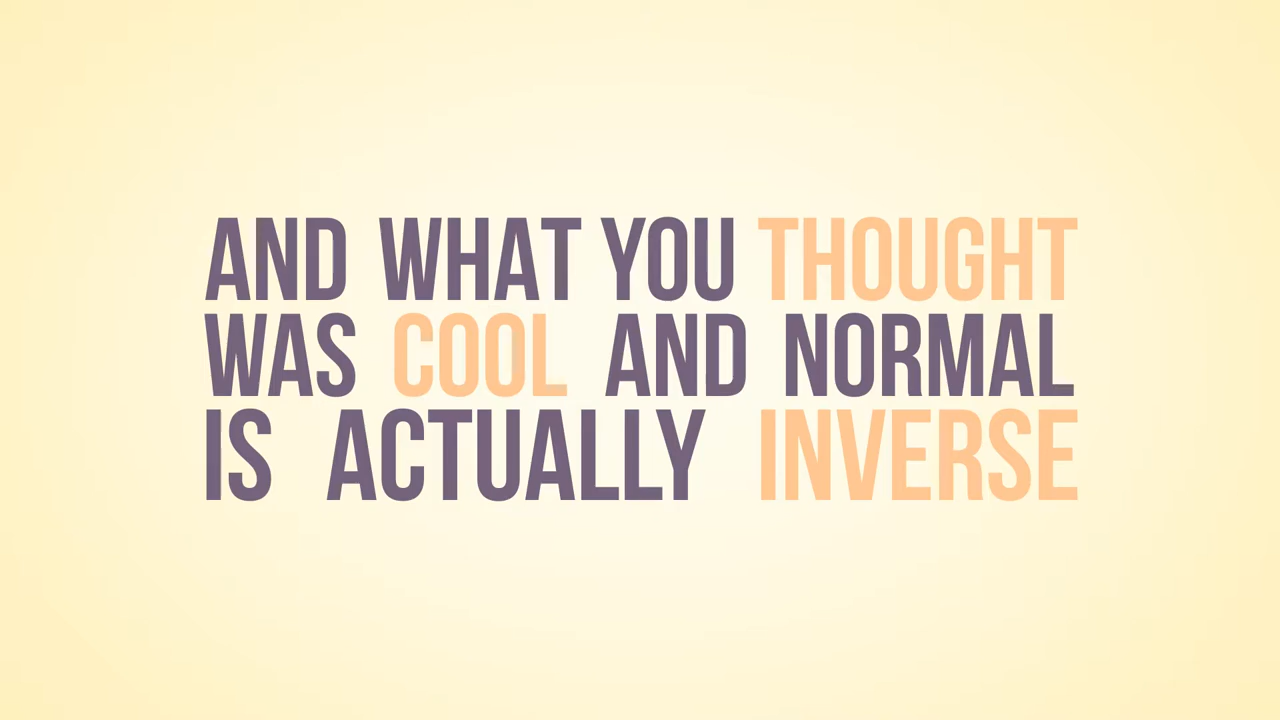 AND WHAT YOU THOUGHT
WAS COOL AND NORMAL
IS ACTUALLY INVERSE